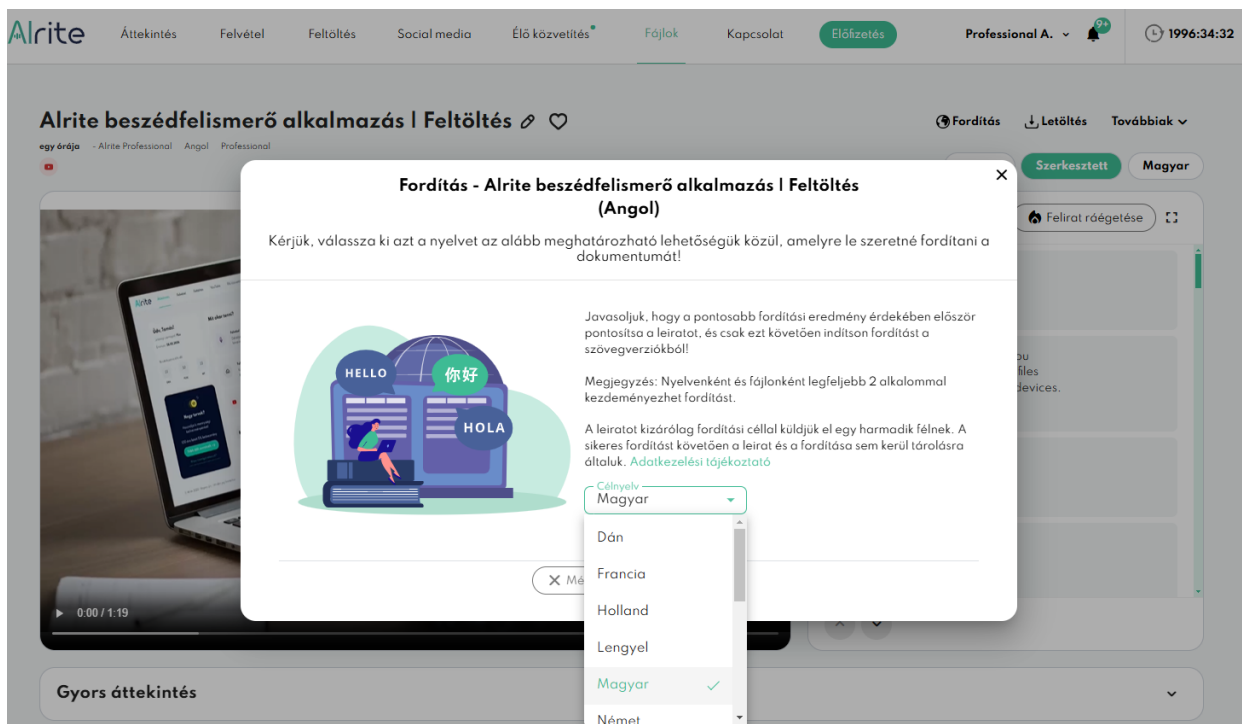 Alrite
Áttekintés
Felvétel
Feltöltés
Social media
Élő közvetítés
Fájlok
Kapcsolat
Előfizetés
Professional A.
9+
1996:34:32
Alrite beszédfelismerő alkalmazás | Feltöltés
Fordítás
Letöltés
Továbbiak
egy órája - Alrite Professional Angol Professional
Szerkesztett
Magyar
Felirat ráégetése
Fordítás - Alrite beszédfelismerő alkalmazás | Feltöltés
(Angol)
Kérjük, válassza ki azt a nyelvet az alább meghatározható lehetőségük közül, amelyre le szeretné fordítani a
dokumentumát!
HELLO
你好
HOLA
Javasoljuk, hogy a pontosabb fordítási eredmény érdekében először
pontosítsa a leiratot, és csak ezt követően indítson fordítást a
szövegverziókból!
Megjegyzés: Nyelvenként és fájlonként legfeljebb 2 alkalommal
kezdeményezhet fordítást.
A leiratot kizárólag fordítási céllal küldjük el egy harmadik félnek. A
sikeres fordítást követően a leirat és a fordítása sem kerül tárolásra
általuk. Adatkezelési tájékoztató
Célnyelv
Magyar
Dán
Francia
Holland
Lengyel
Magyar
Német
Mé
files
devices.
0:00 / 1:19
Gyors áttekintés